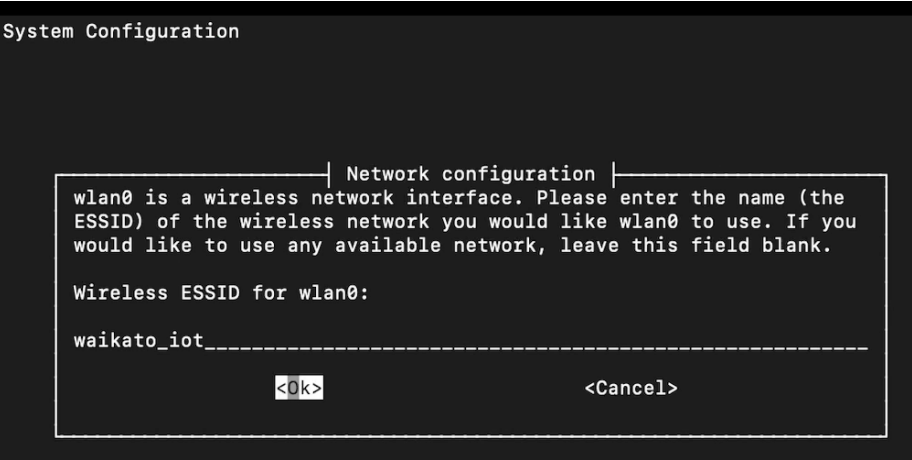 System Configuration
Network configuration
wlan0 is a wireless network interface. Please enter the name (the
ESSID) of the wireless network you would like wlan0 to use. If you
would like to use any available network, leave this field blank.
Wireless ESSID for wlan0:
waikato_iot________________________________________________________
<Ok> <Cancel>